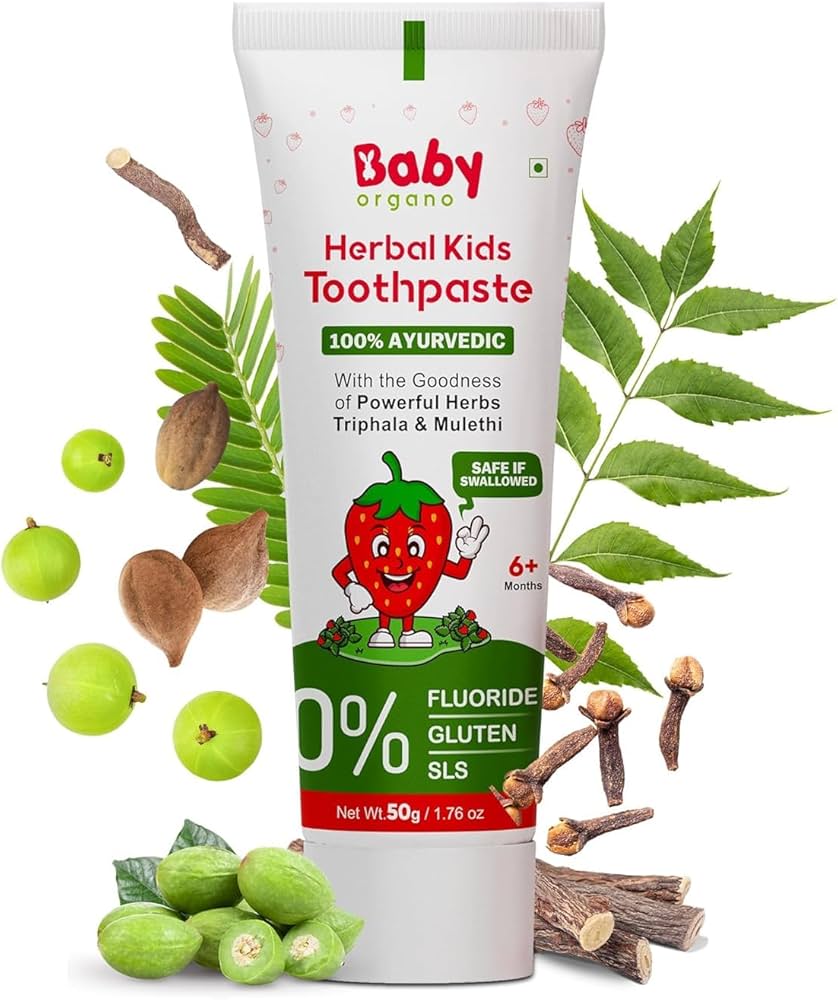 Baby
organo
Herbal Kids
Toothpaste
100% AYURVEDIC
With the Goodness
of Powerful Herbs
Triphala & Mulethi
SAFE IF
SWALLOWED
6+
Months
0%
FLUORIDE
GLUTEN
SLS
Net Wt.50g / 1.76 oz